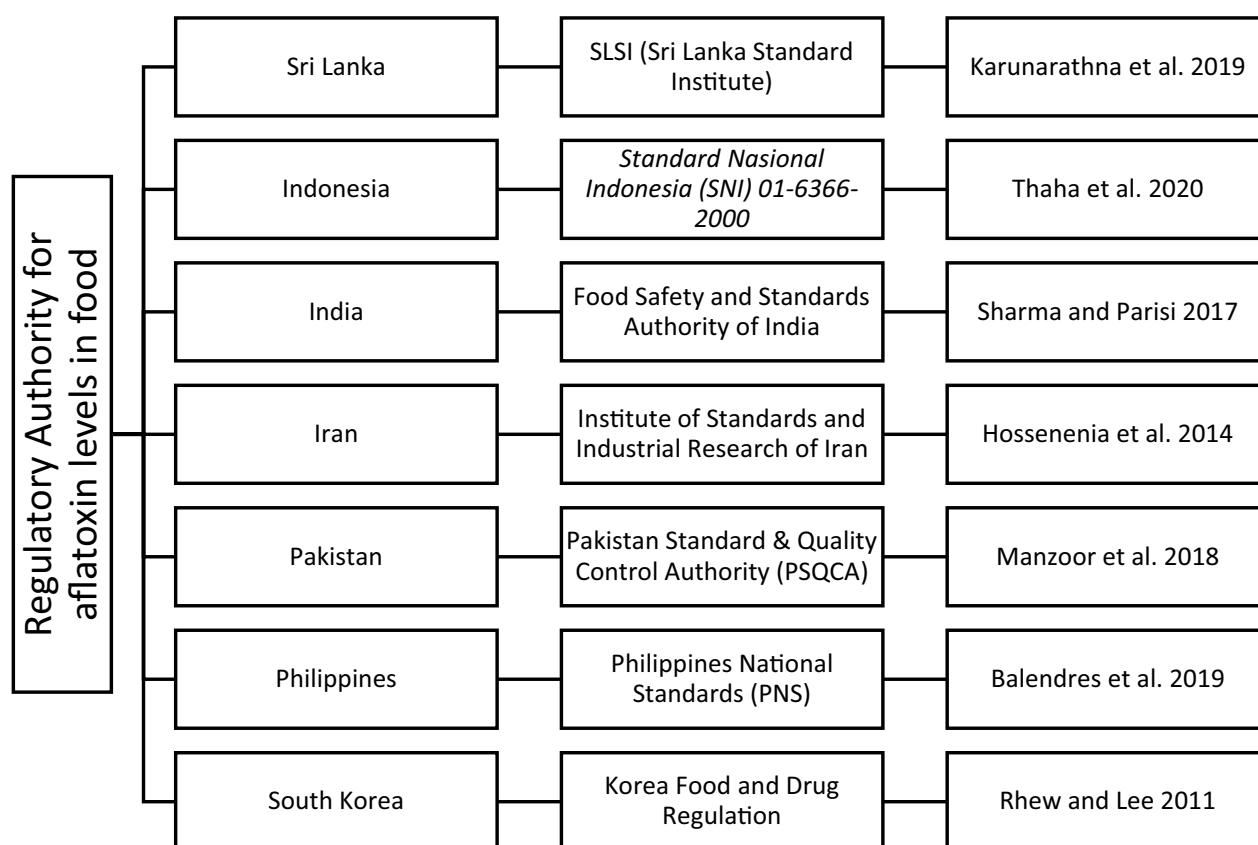 Regulatory Authority for
aflatoxin levels in food
Sri Lanka
SLSI (Sri Lanka Standard
Institute)
Karunarathna et al. 2019
Indonesia
Standard Nasional
Indonesia (SNI) 01-6366-
2000
Thaha et al. 2020
India
Food Safety and Standards
Authority of India
Sharma and Parisi 2017
Iran
Institute of Standards and
Industrial Research of Iran
Hossenenia et al. 2014
Pakistan
Pakistan Standard & Quality
Control Authority (PSQCA)
Manzoor et al. 2018
Philippines
Philippines National
Standards (PNS)
Balendres et al. 2019
South Korea
Korea Food and Drug
Regulation
Rhew and Lee 2011